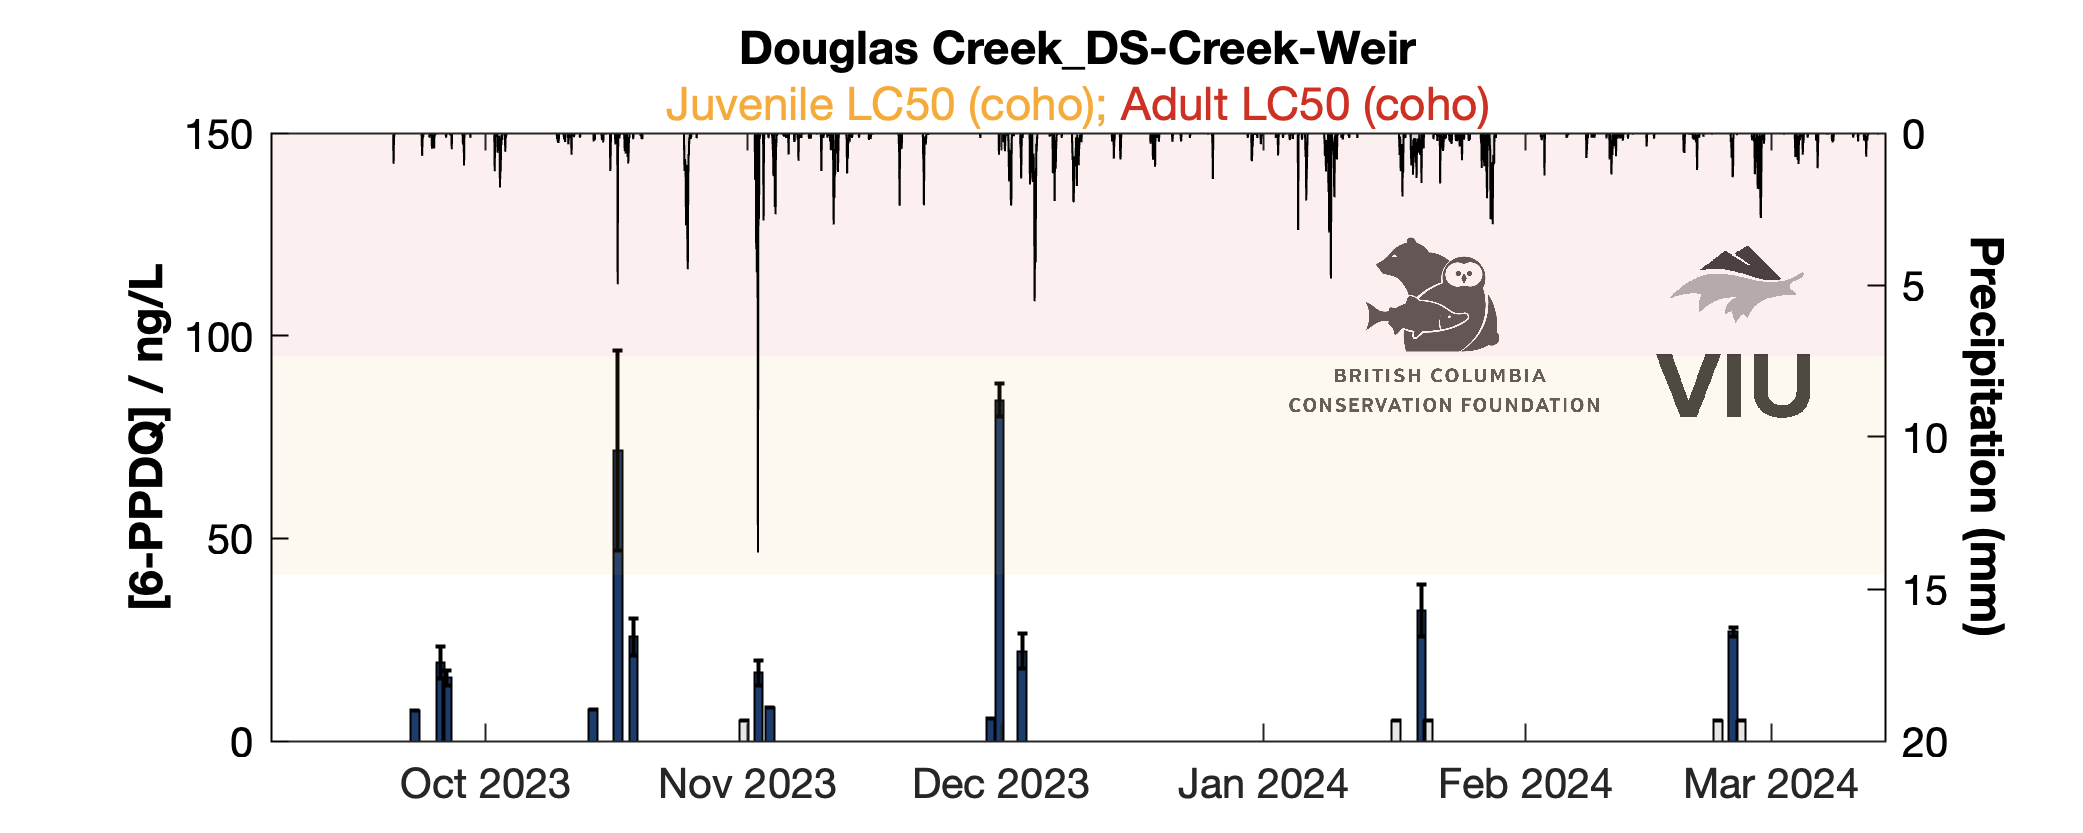 Douglas Creek_DS-Creek-Weir
Juvenile LC50 (coho); Adult LC50 (coho)
150
100
50
0
[6-PPDQ] / ng/L
0
5
10
15
20
Precipitation (mm)
BRITISH COLUMBIA
CONSERVATION FOUNDATION
VIU
Oct 2023
Nov 2023
Dec 2023
Jan 2024
Feb 2024
Mar 2024